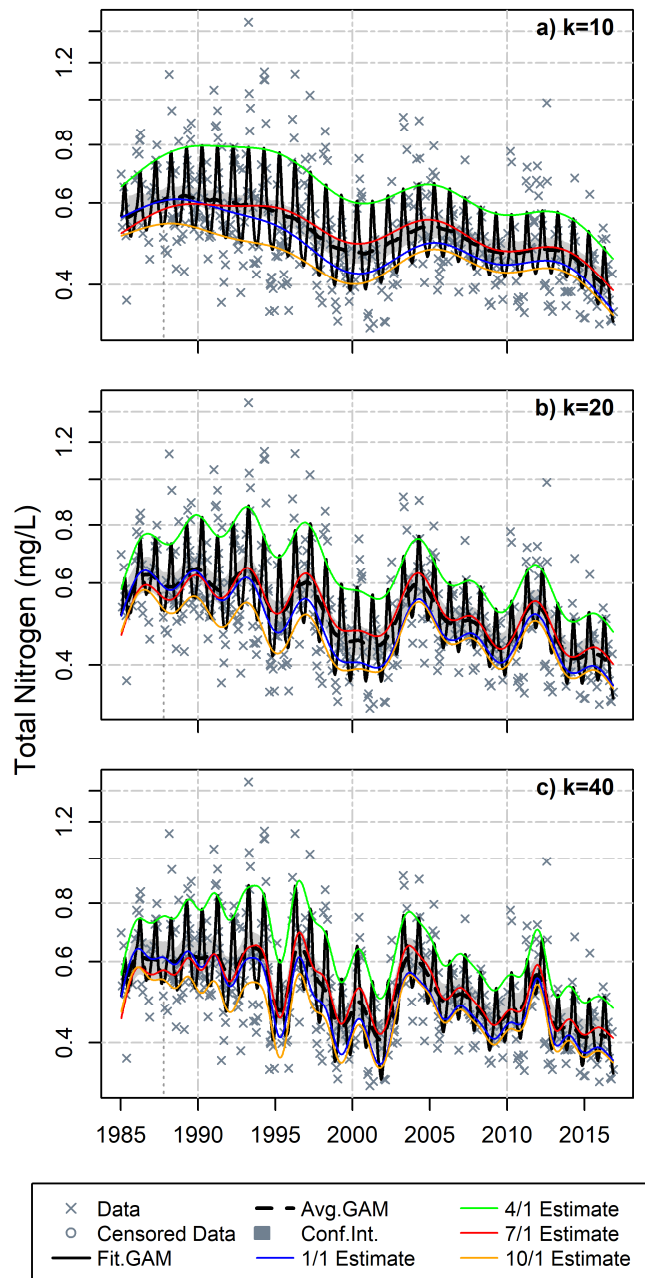 a) k=10
1.2
0.8
0.6
0.4
b) k=20
1.2
0.8
0.6
0.4
Total Nitrogen (mg/L)
c) k=40
1.2
0.8
0.6
0.4
1985 1990 1995 2000 2005 2010 2015
Data Avg.GAM 4/1 Estimate
Censored Data Conf.Int. 7/1 Estimate
Fit.GAM 1/1 Estimate 10/1 Estimate